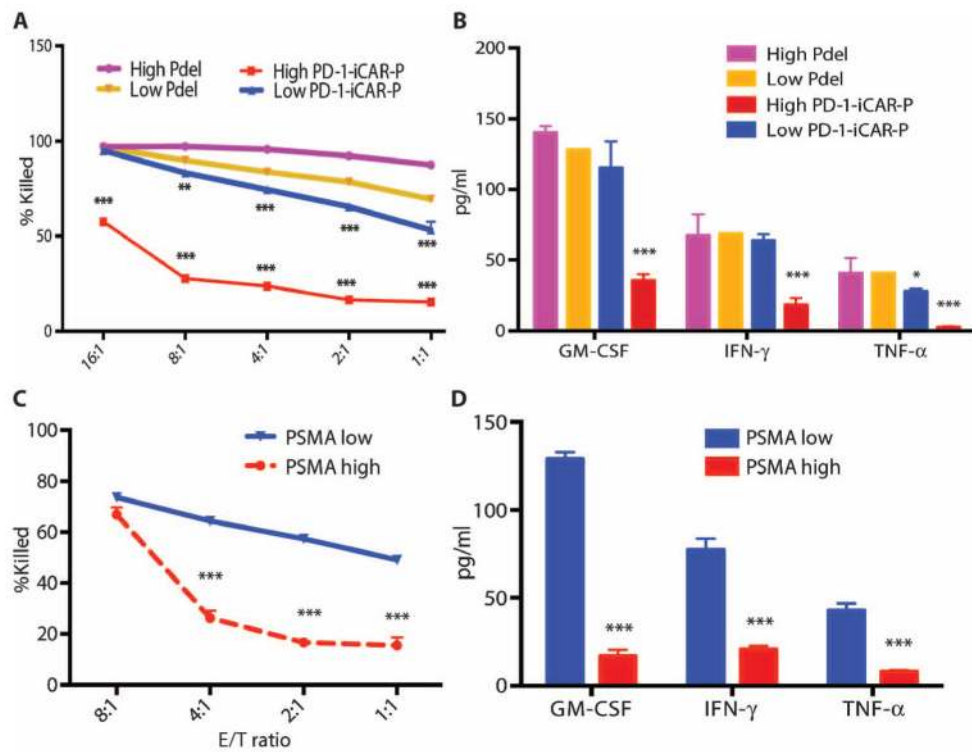 A
150
100
50
0
% Killed
High Pdel
Low Pdel
High PD-1-iCAR-P
Low PD-1-iCAR-P
***
**
***
***
***
***
***
***
***
16:1
8:1
4:1
2:1
1:1
B
200
150
100
50
0
pg/ml
High Pdel
Low Pdel
High PD-1-iCAR-P
Low PD-1-iCAR-P
***
***
*
***
GM-CSF
IFN-γ
TNF-α
C
100
80
60
40
20
0
%Killed
PSMA low
PSMA high
***
***
***
8:1
4:1
2:1
1:1
E/T ratio
D
150
100
50
0
pg/ml
PSMA low
PSMA high
***
***
***
GM-CSF
IFN-γ
TNF-α